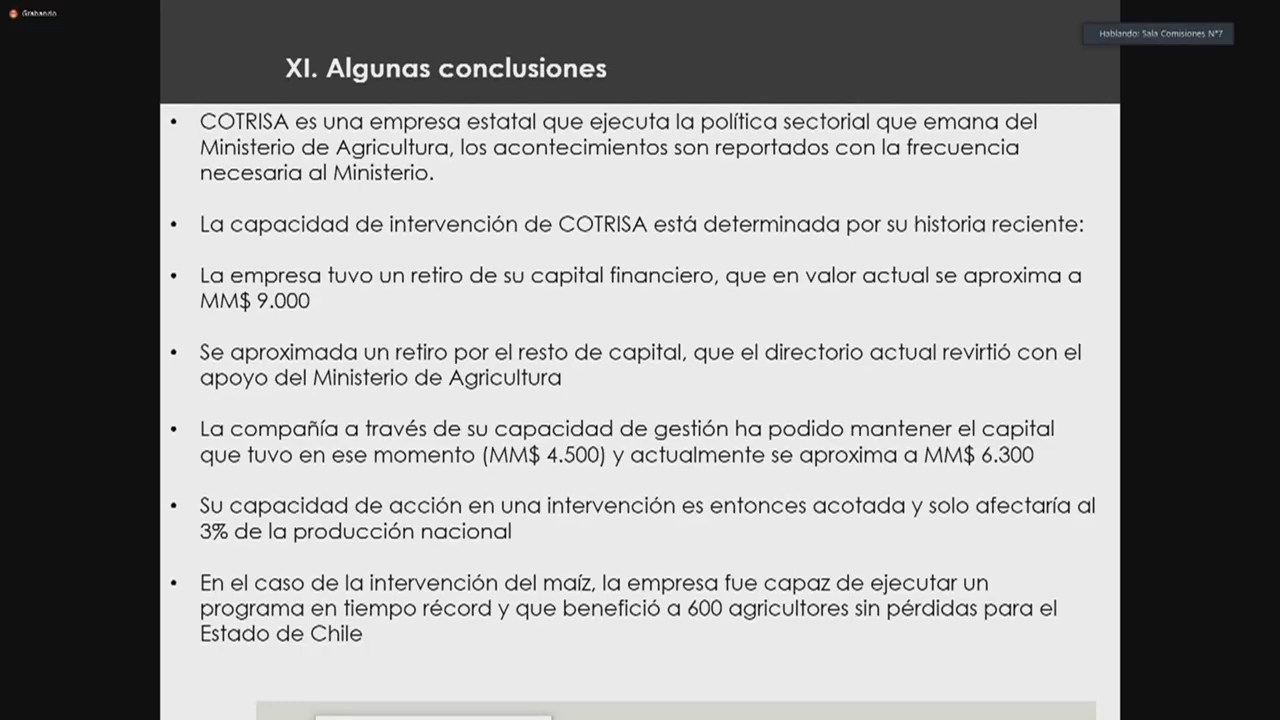 Grabando
Hablando: Sala Comisiones N°7
XI. Algunas conclusiones
• COTRISA es una empresa estatal que ejecuta la política sectorial que emana del
Ministerio de Agricultura, los acontecimientos son reportados con la frecuencia
necesaria al Ministerio.
• La capacidad de intervención de COTRISA está determinada por su historia reciente:
• La empresa tuvo un retiro de su capital financiero, que en valor actual se aproxima a
MM$ 9.000
• Se aproximada un retiro por el resto de capital, que el directorio actual revirtió con el
apoyo del Ministerio de Agricultura
• La compañía a través de su capacidad de gestión ha podido mantener el capital
que tuvo en ese momento (MM$ 4.500) y actualmente se aproxima a MM$ 6.300
• Su capacidad de acción en una intervención es entonces acotada y solo afectaría al
3% de la producción nacional
• En el caso de la intervención del maíz, la empresa fue capaz de ejecutar un
programa en tiempo récord y que benefició a 600 agricultores sin pérdidas para el
Estado de Chile